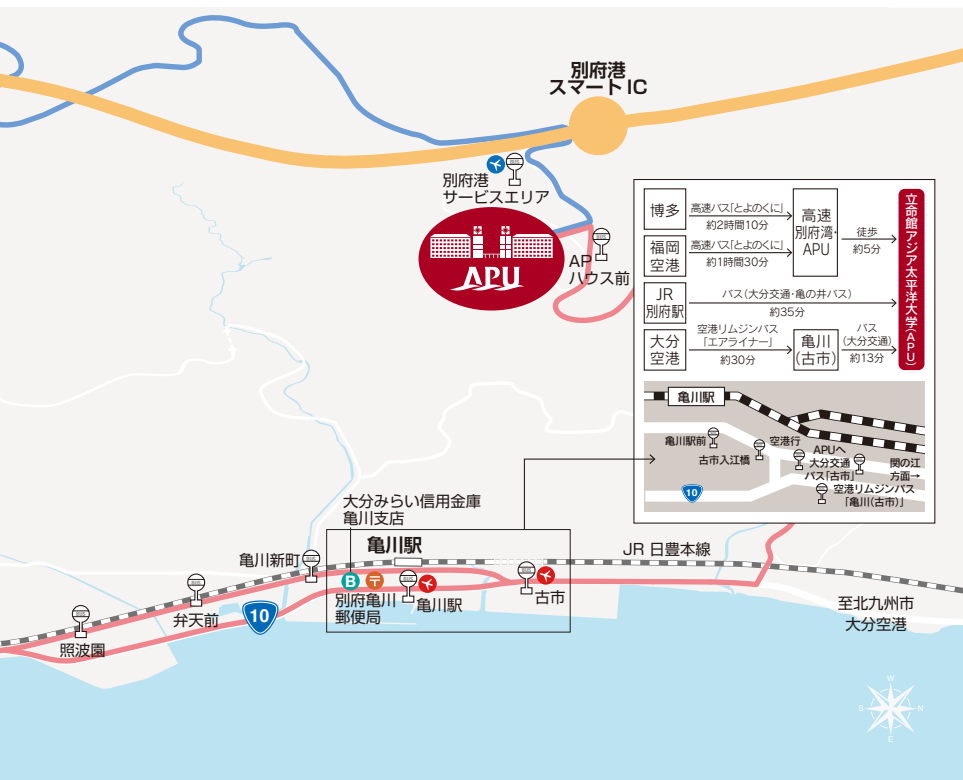 別府港
スマートIC
別府港
サービスエリア
APU
AP
ハウス前
博多
高速バス「とよのくに」
約2時間10分
福岡
空港
高速バス「とよのくに」
約1時間30分
高速
別府湾・
APU
徒歩
約5分
JR
別府駅
バス(大分交通・亀の井バス)
約35分
大分
空港
空港リムジンバス
「エアライナー」
約30分
亀川
(古市)
バス
(大分交通)
約13分
立命館アジア太平洋大学(APU)
亀川駅
亀川駅前
古市入江橋
空港行
APUへ
大分交通
バス「古市」
関の江
方面→
10
空港リムジンバス
「亀川(古市)」
大分みらい信用金庫
亀川支店
亀川駅
JR 日豊本線
亀川新町
B
〒
別府亀川
郵便局
亀川駅
古市
弁天前
10
照波園
至北九州市
大分空港
W
S
N
E